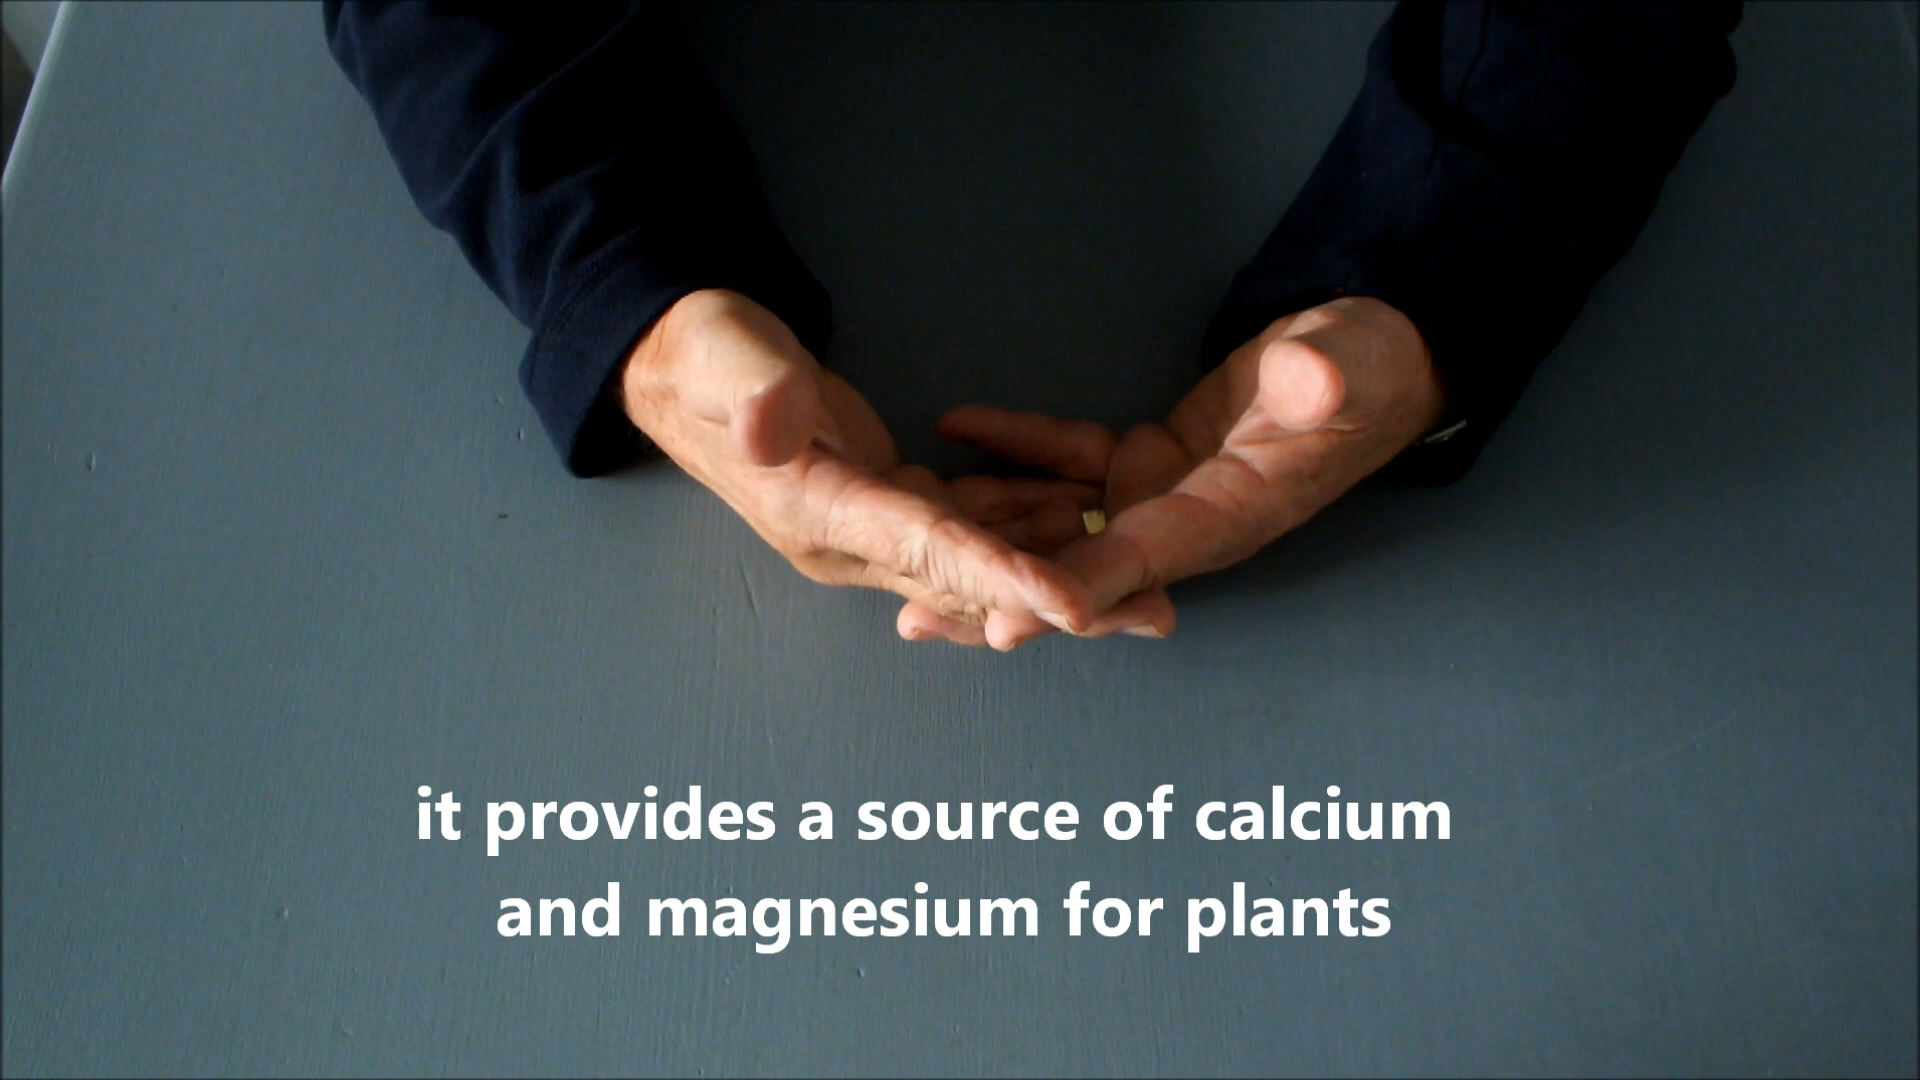 it provides a source of calcium
and magnesium for plants